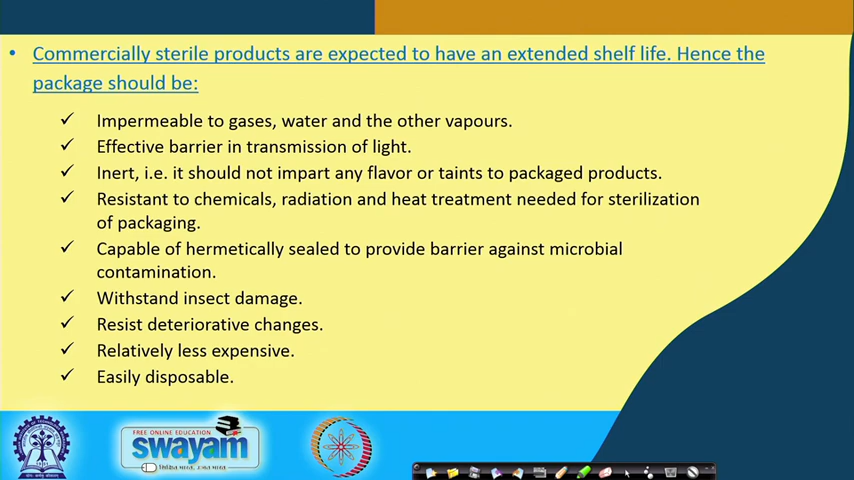 • Commercially sterile products are expected to have an extended shelf life. Hence the
package should be:
✓ Impermeable to gases, water and the other vapours.
✓ Effective barrier in transmission of light.
✓ Inert, i.e. it should not impart any flavor or taints to packaged products.
✓ Resistant to chemicals, radiation and heat treatment needed for sterilization
of packaging.
✓ Capable of hermetically sealed to provide barrier against microbial
contamination.
✓ Withstand insect damage.
✓ Resist deteriorative changes.
✓ Relatively less expensive.
✓ Easily disposable.
FREE ONLINE EDUCATION
swayam